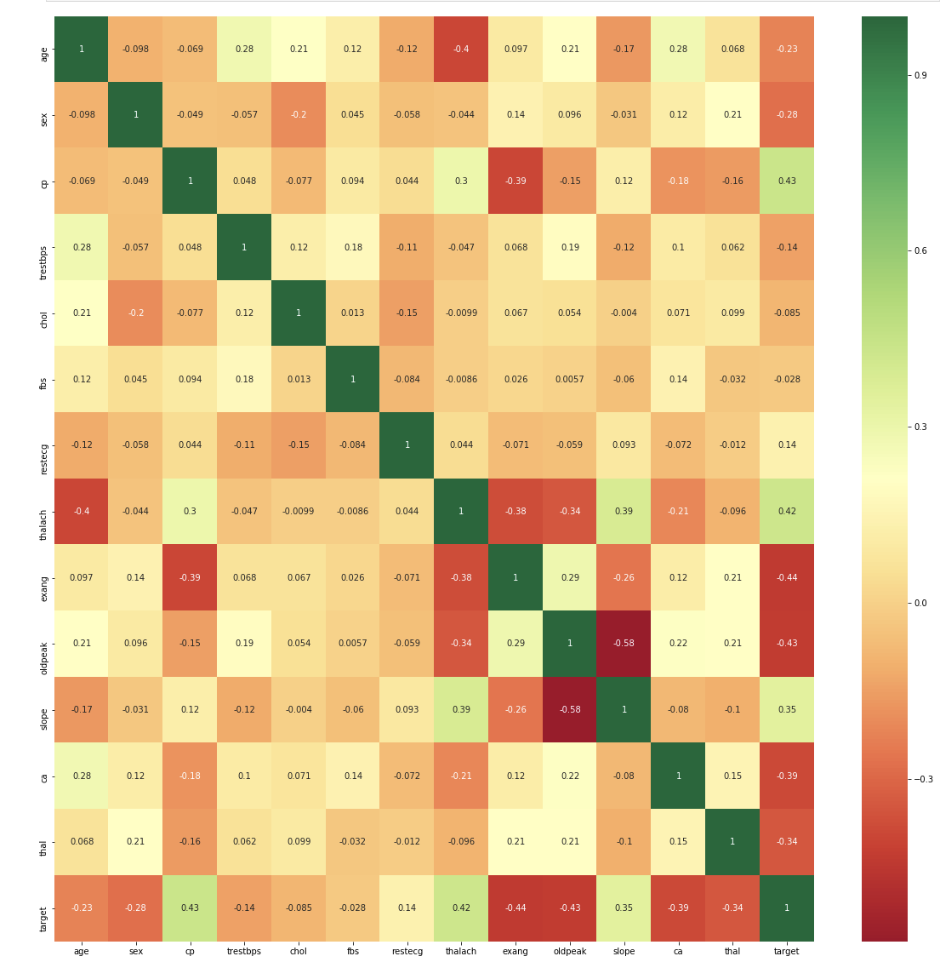 age 1 -0.098 -0.069 0.28 0.21 0.12 -0.12 -0.4 0.097 0.21 -0.17 0.28 0.068 -0.23
sex -0.098 1 -0.049 -0.057 -0.2 0.045 -0.058 -0.044 0.14 0.096 -0.031 0.12 0.21 -0.28
cp -0.069 -0.049 1 0.048 -0.077 0.094 0.044 0.3 -0.39 -0.15 0.12 -0.18 -0.16 0.43
trestbps 0.28 -0.057 0.048 1 0.12 0.18 -0.11 -0.047 0.068 0.19 -0.12 0.1 0.062 -0.14
chol 0.21 -0.2 -0.077 0.12 1 0.013 -0.15 -0.0099 0.067 0.054 -0.004 0.071 0.099 -0.085
fbs 0.12 0.045 0.094 0.18 0.013 1 -0.084 -0.0086 0.026 0.0057 -0.06 0.14 -0.032 -0.028
restecg -0.12 -0.058 0.044 -0.11 -0.15 -0.084 1 0.044 -0.071 -0.059 0.093 -0.072 -0.012 0.14
thalach -0.4 -0.044 0.3 -0.047 -0.0099 -0.0086 0.044 1 -0.38 -0.34 0.39 -0.21 -0.096 0.42
exang 0.097 0.14 -0.39 0.068 0.067 0.026 -0.071 -0.38 1 0.29 -0.26 0.12 0.21 -0.44
oldpeak 0.21 0.096 -0.15 0.19 0.054 0.0057 -0.059 -0.34 0.29 1 -0.58 0.22 0.21 -0.43
slope -0.17 -0.031 0.12 -0.12 -0.004 -0.06 0.093 0.39 -0.26 -0.58 1 -0.08 -0.1 0.35
ca 0.28 0.12 -0.18 0.1 0.071 0.14 -0.072 -0.21 0.12 0.22 -0.08 1 0.15 -0.39
thal 0.068 0.21 -0.16 0.062 0.099 -0.032 -0.012 -0.096 0.21 0.21 -0.1 0.15 1 -0.34
target -0.23 -0.28 0.43 -0.14 -0.085 -0.028 0.14 0.42 -0.44 -0.43 0.35 -0.39 -0.34 1
age sex cp trestbps chol fbs restecg thalach exang oldpeak slope ca thal target
0.9
0.6
0.3
0.0
−0.3